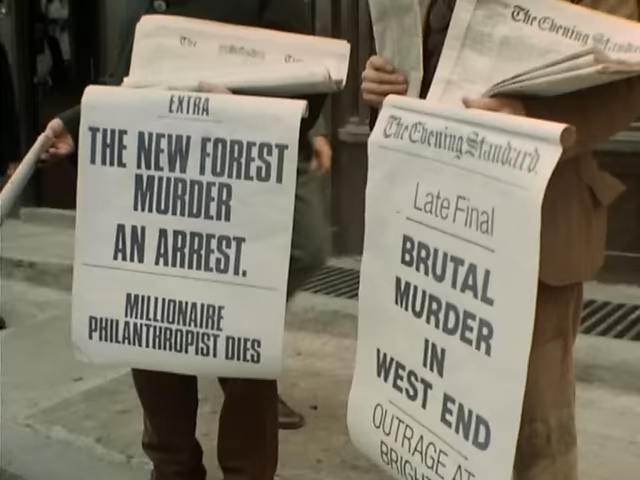 The
The Evening Standard
EXTRA
THE NEW FOREST
MURDER
AN ARREST.
MILLIONAIRE
PHILANTHROPIST DIES
The Evening Standard.
Late Final
BRUTAL
MURDER
IN
WEST END
OUTRAGE AT